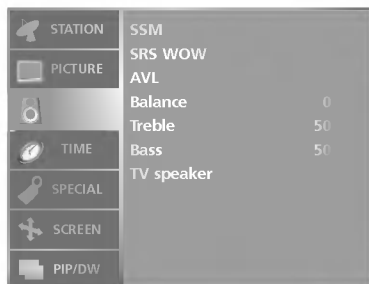 STATION
PICTURE
TIME
SPECIAL
SCREEN
PIP/DW
SSM
SRS WOW
AVL
Balance 0
Treble 50
Bass 50
TV speaker